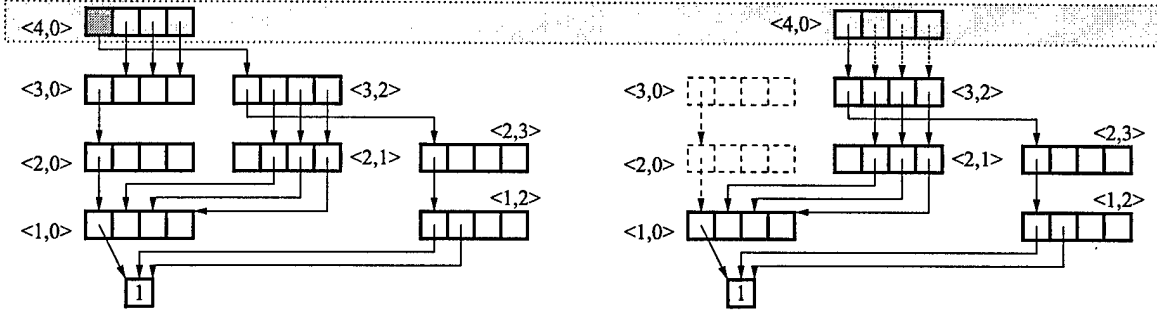 <4,0> <4,0>
<3,0> <3,2> <3,0> <3,2>
<2,3> <2,3>
<2,0> <2,1> <2,0> <2,1>
<1,2> <1,2>
<1,0> <1,0>
1 1